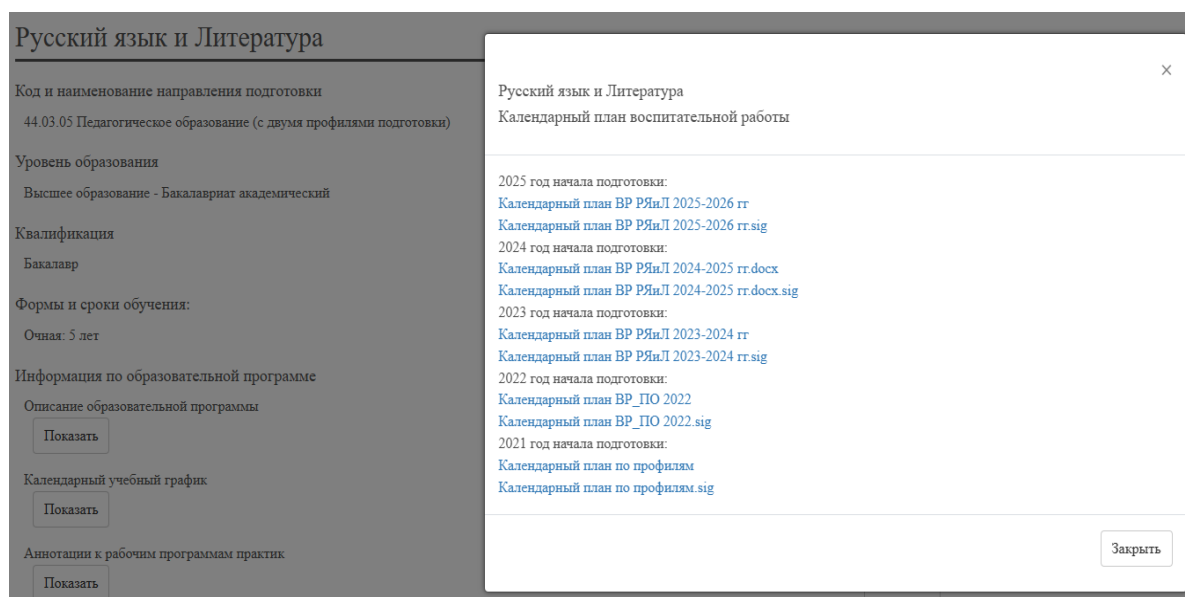 Русский язык и Литература
Код и наименование направления подготовки
44.03.05 Педагогическое образование (с двумя профилями подготовки)
Уровень образования
Высшее образование - Бакалавриат академический
Квалификация
Бакалавр
Формы и сроки обучения:
Очная: 5 лет
Информация по образовательной программе
Описание образовательной программы
Показать
Календарный учебный график
Показать
Аннотации к рабочим программам практик
Показать
×
Русский язык и Литература
Календарный план воспитательной работы
2025 год начала подготовки:
Календарный план ВР РЯиЛ 2025-2026 гг
Календарный план ВР РЯиЛ 2025-2026 гг.sig
2024 год начала подготовки:
Календарный план ВР РЯиЛ 2024-2025 гг.docx
Календарный план ВР РЯиЛ 2024-2025 гг.docx.sig
2023 год начала подготовки:
Календарный план ВР РЯиЛ 2023-2024 гг
Календарный план ВР РЯиЛ 2023-2024 гг.sig
2022 год начала подготовки:
Календарный план ВР_ПО 2022
Календарный план ВР_ПО 2022.sig
2021 год начала подготовки:
Календарный план по профилям
Календарный план по профилям.sig
Закрыть